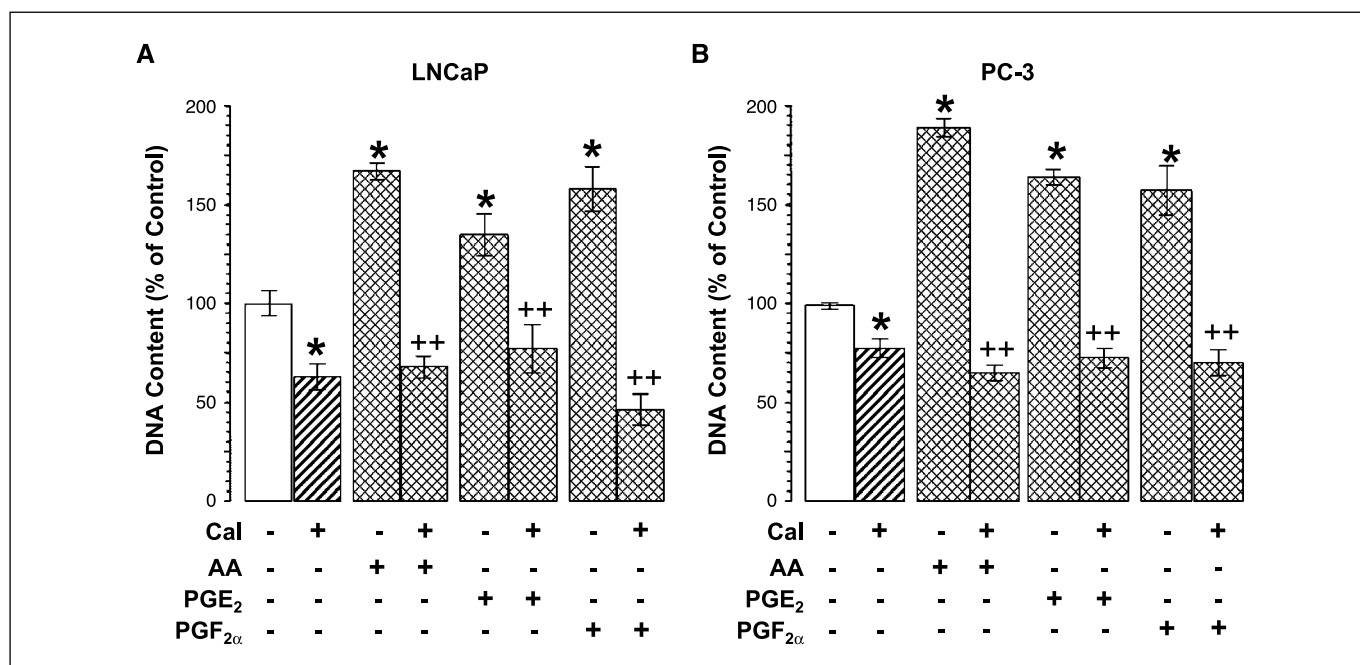 A
LNCaP
DNA Content (% of Control)
200
150
100
50
0
* * * *
++ ++ ++
Cal - + - + - + - +
AA - - + + - - - -
PGE₂ - - - - + + - -
PGF₂α - - - - - - + +
B
PC-3
DNA Content (% of Control)
200
150
100
50
0
* * * *
++ ++ ++
Cal - + - + - + - +
AA - - + + - - - -
PGE₂ - - - - + + - -
PGF₂α - - - - - - + +